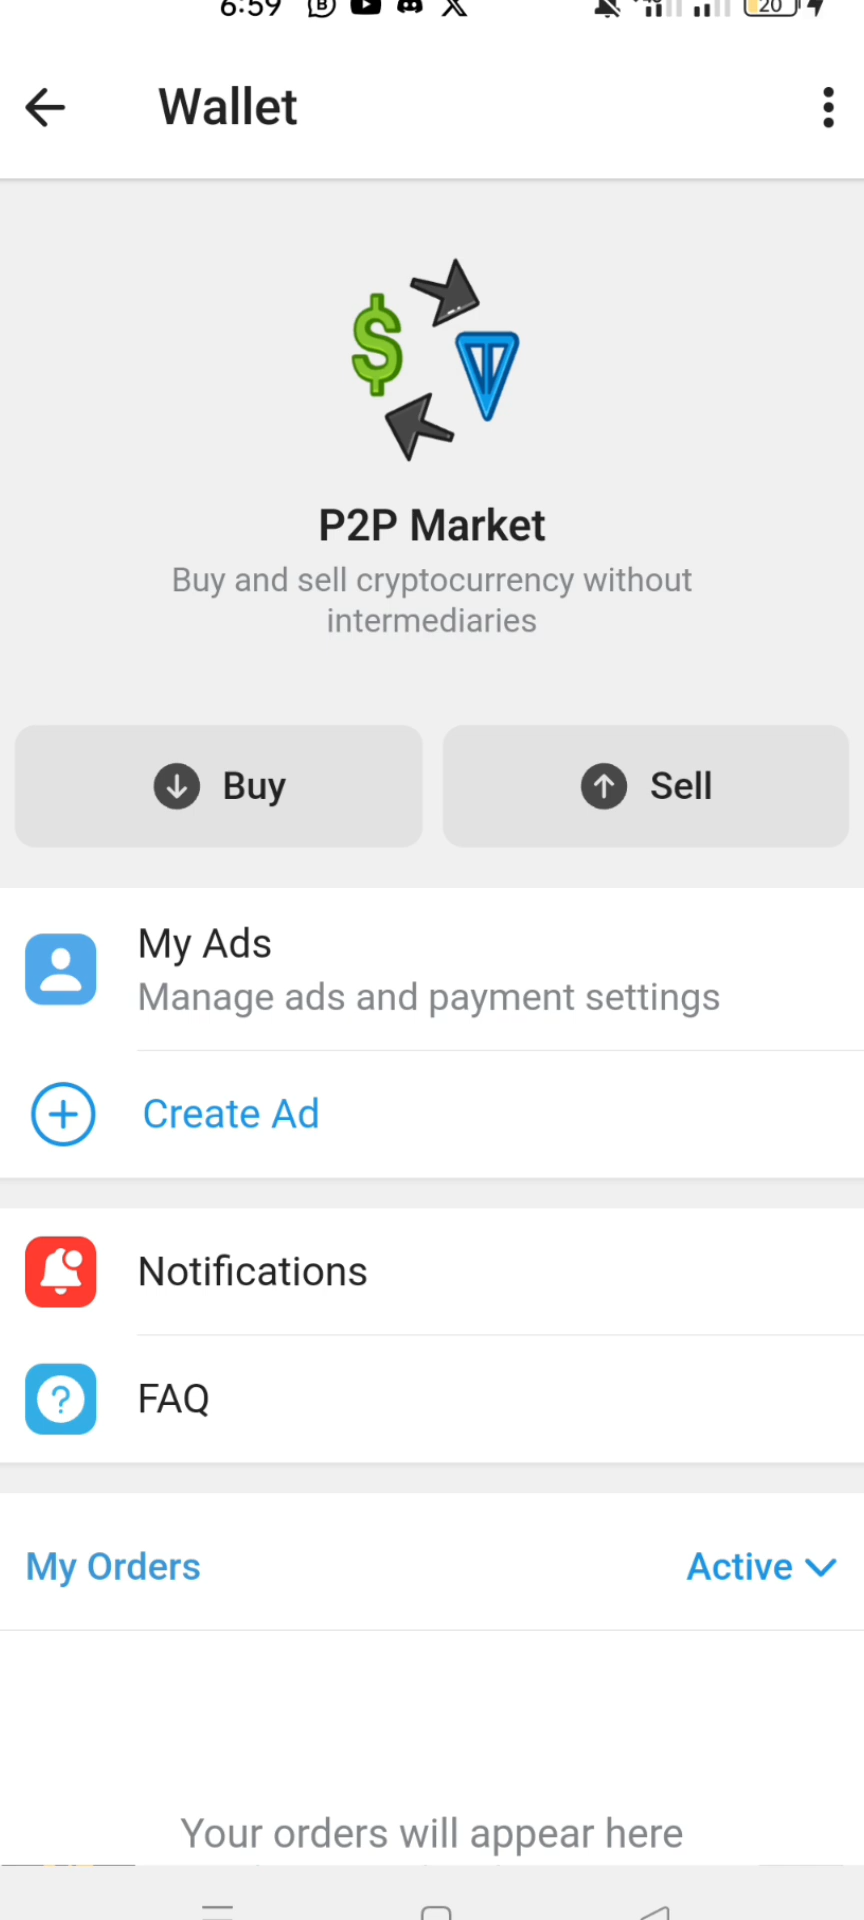 6:59
20
Wallet
P2P Market
Buy and sell cryptocurrency without
intermediaries
Buy
Sell
My Ads
Manage ads and payment settings
Create Ad
Notifications
FAQ
My Orders
Active
Your orders will appear here